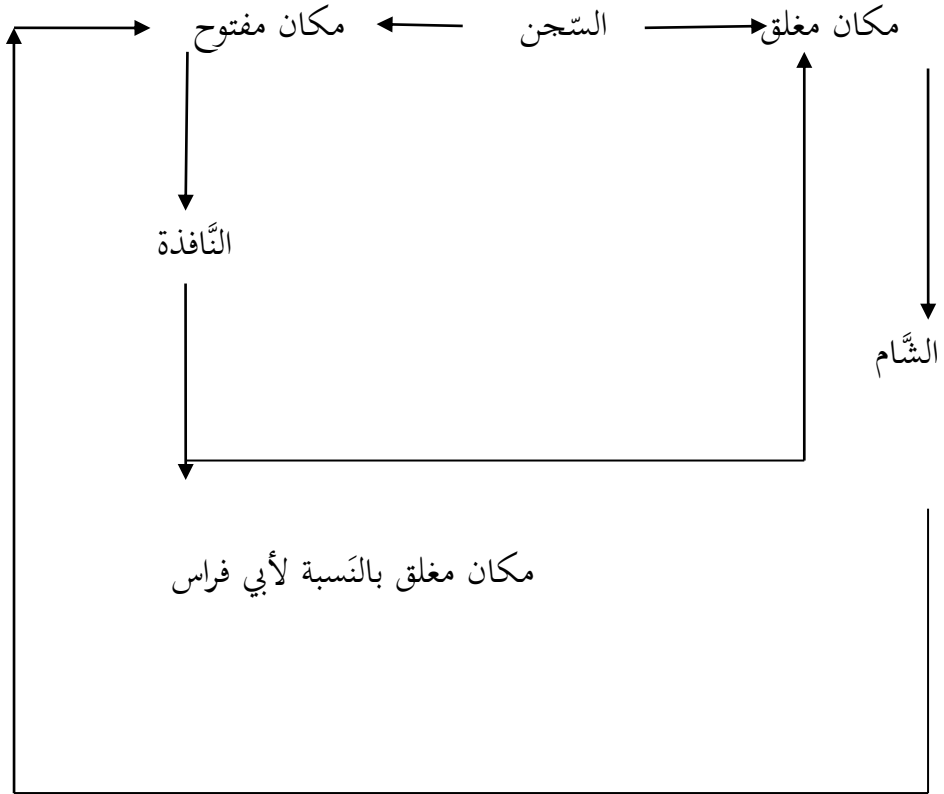 مكان مغلق السّجن مكان مفتوح
النَّافذة
الشَّام
مكان مغلق بالنَسبة لأبي فراس